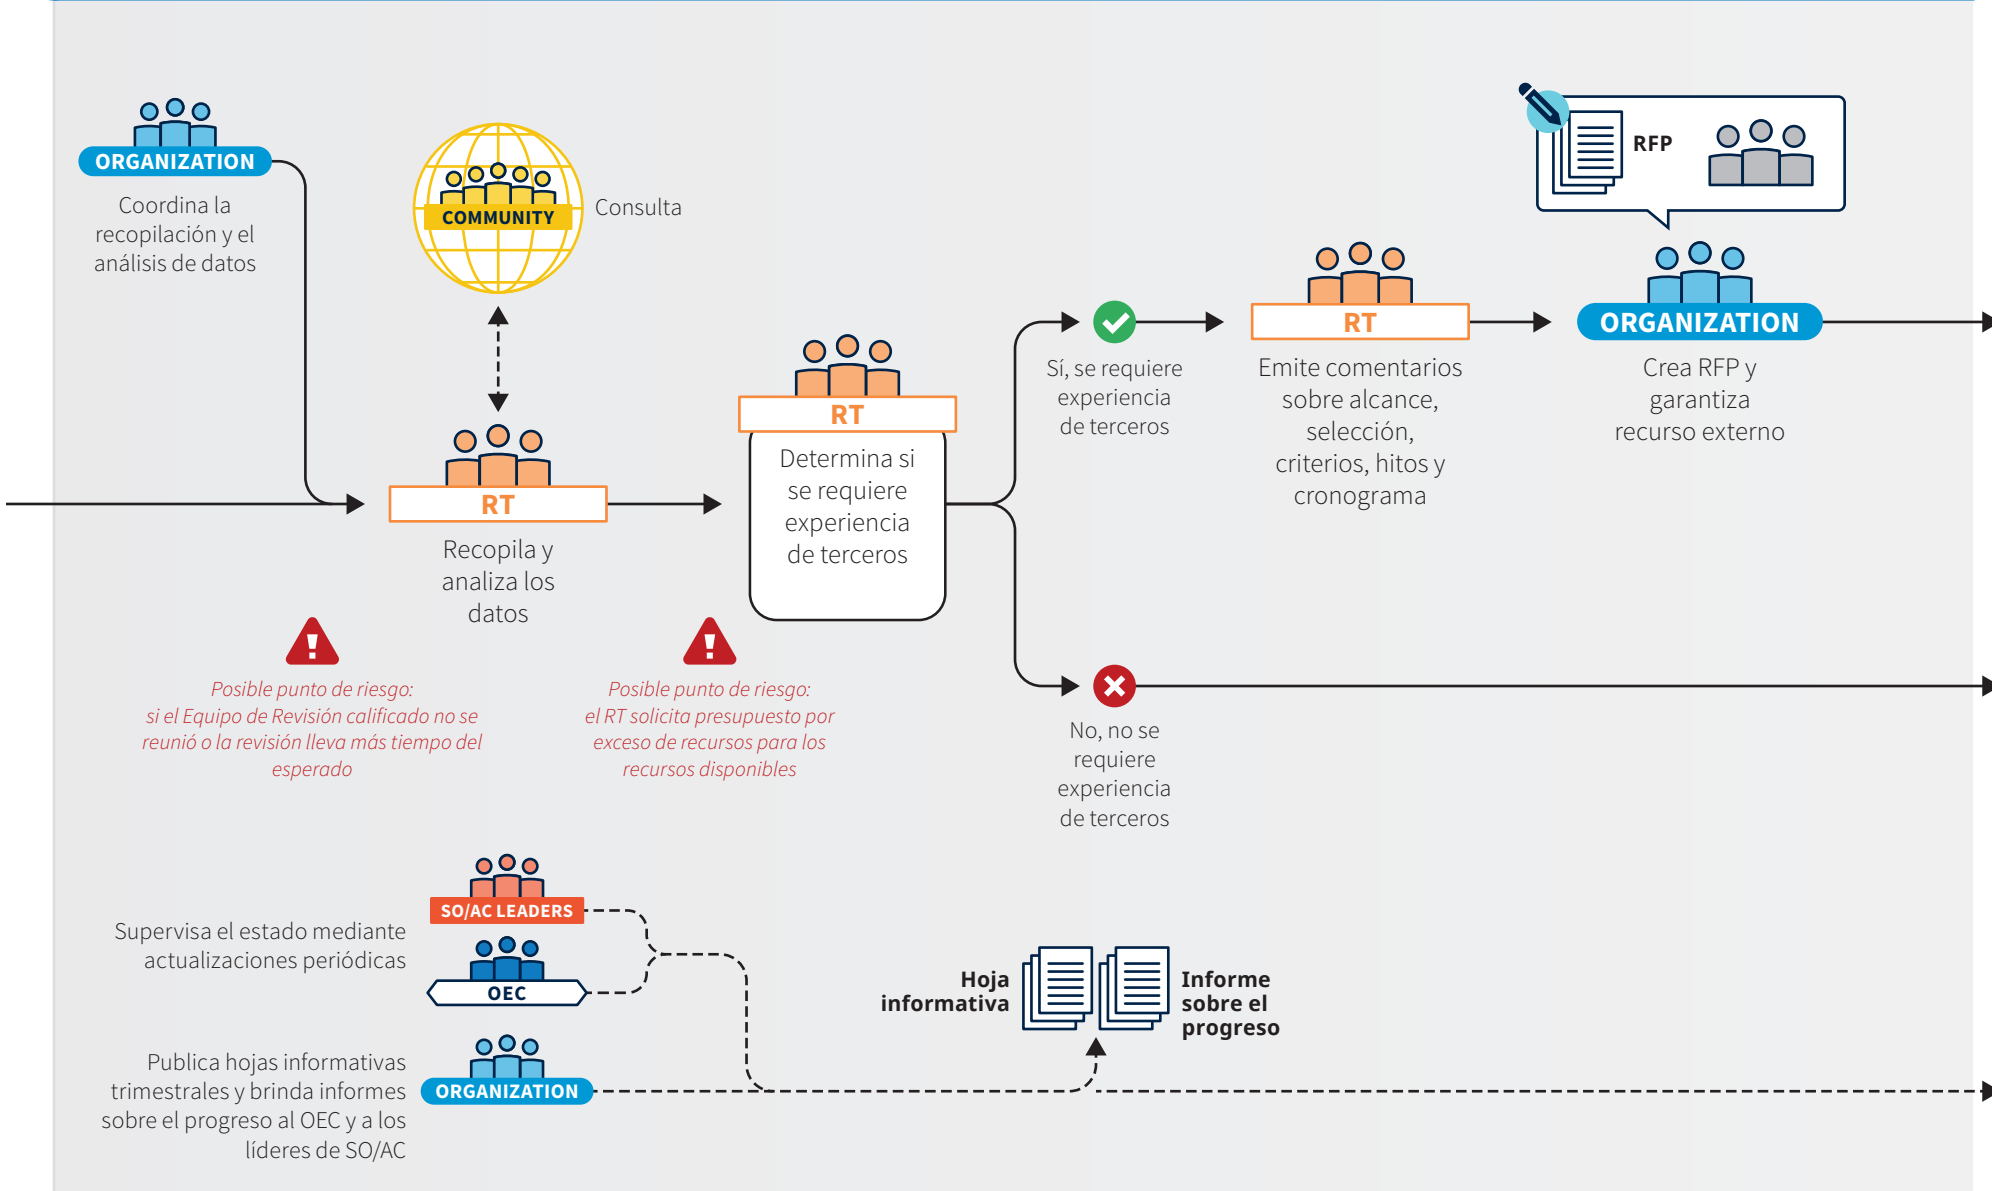 ORGANIZATION
Coordina la
recopilación y el
análisis de datos
COMMUNITY
Consulta
RT
Recopila y
analiza los
datos
RT
Determina si
se requiere
experiencia
de terceros
Sí, se requiere
experiencia
de terceros
RT
Emite comentarios
sobre alcance,
selección,
criterios, hitos y
cronograma
RFP
ORGANIZATION
Crea RFP y
garantiza
recurso externo
Posible punto de riesgo:
si el Equipo de Revisión calificado no se
reunió o la revisión lleva más tiempo del
esperado
Posible punto de riesgo:
el RT solicita presupuesto por
exceso de recursos para los
recursos disponibles
No, no se
requiere
experiencia
de terceros
Supervisa el estado mediante
actualizaciones periódicas
SO/AC LEADERS
OEC
Hoja
informativa
Informe
sobre el
progreso
Publica hojas informativas
trimestrales y brinda informes
sobre el progreso al OEC y a los
líderes de SO/AC
ORGANIZATION